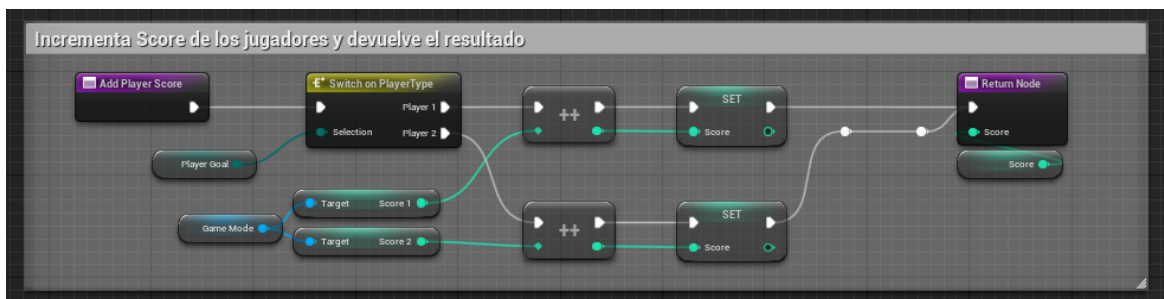 Incrementa Score de los jugadores y devuelve el resultado
Add Player Score
Switch on PlayerType
Player 1
Selection
Player 2
Player Goal
Game Mode
Target Score 1
Target Score 2
++
SET
Score
++
SET
Score
Return Node
Score
Score